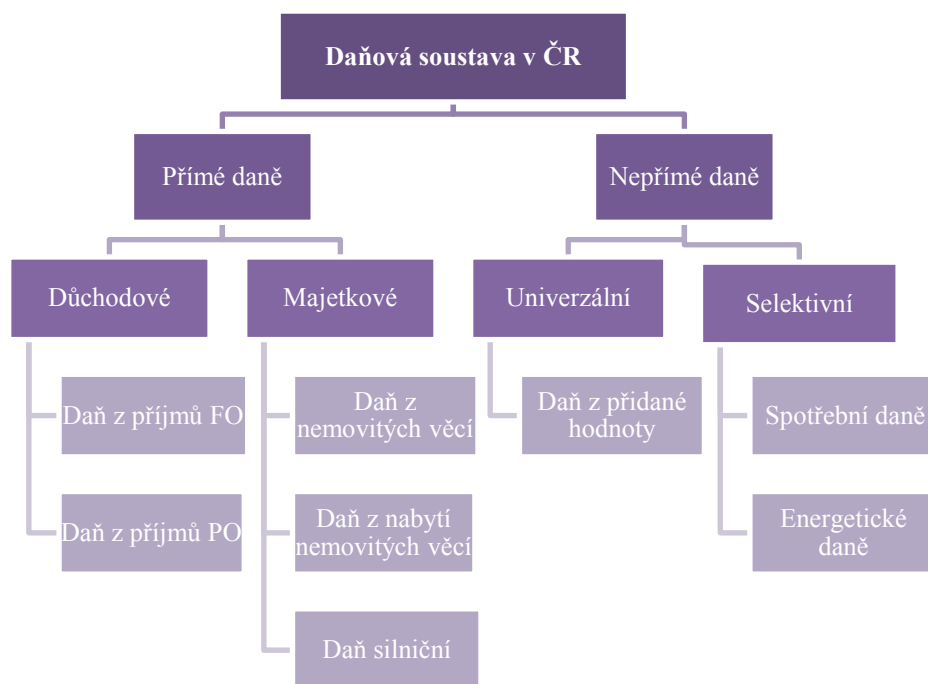 Daňová soustava v ČR
Přímé daně
Nepřímé daně
Důchodové
Majetkové
Univerzální
Selektivní
Daň z příjmů FO
Daň z
nemovitých věcí
Daň z přidané
hodnoty
Spotřební daně
Daň z příjmů PO
Daň z nabytí
nemovitých věcí
Energetické
daně
Daň silniční